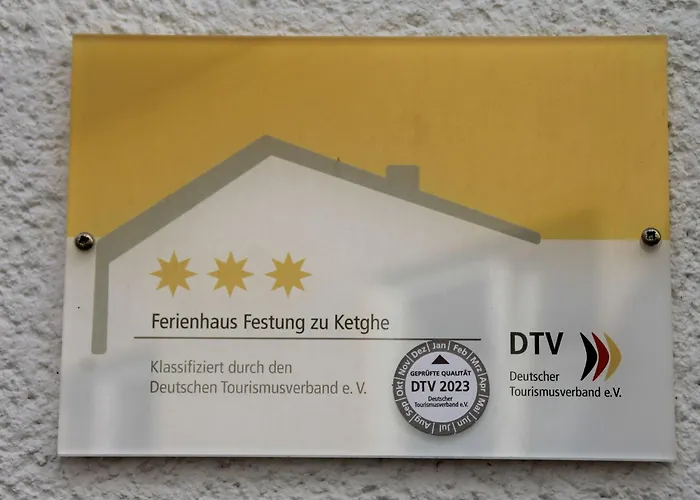 Ferienhaus Festung zu Ketghe
Klassifiziert durch den
Deutschen Tourismusverband e. V.
Jan Feb Mrz Apr Mai Jun Jul Aug Sep Okt Nov Dez
GEPRÜFTE QUALITÄT
DTV 2023
Deutscher
Tourismusverband e.V.
DTV
Deutscher
Tourismusverband e.V.